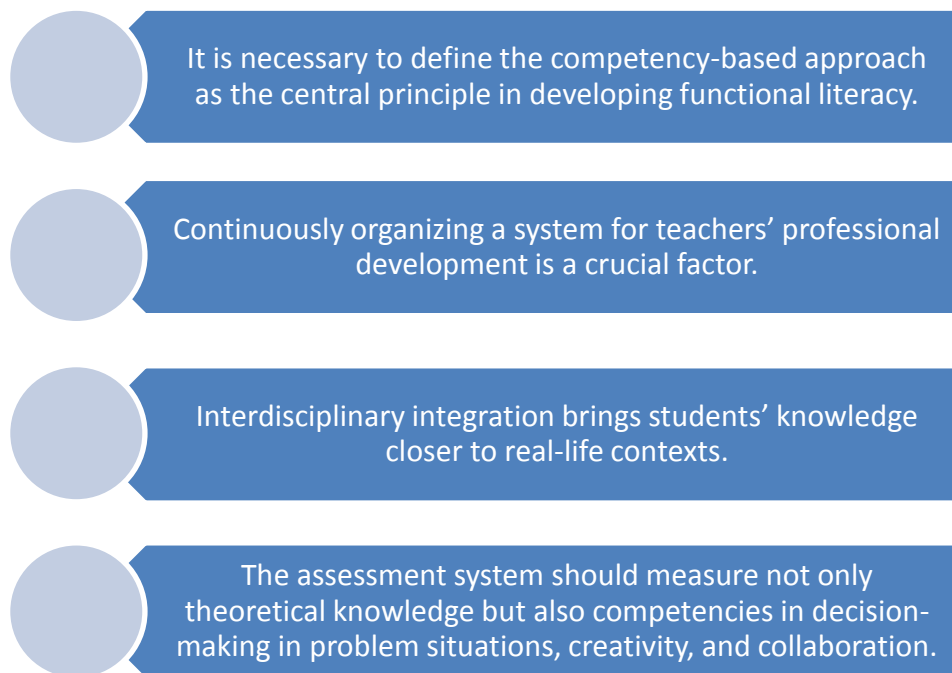 It is necessary to define the competency-based approach
as the central principle in developing functional literacy.
Continuously organizing a system for teachers’ professional
development is a crucial factor.
Interdisciplinary integration brings students’ knowledge
closer to real-life contexts.
The assessment system should measure not only
theoretical knowledge but also competencies in decision-
making in problem situations, creativity, and collaboration.